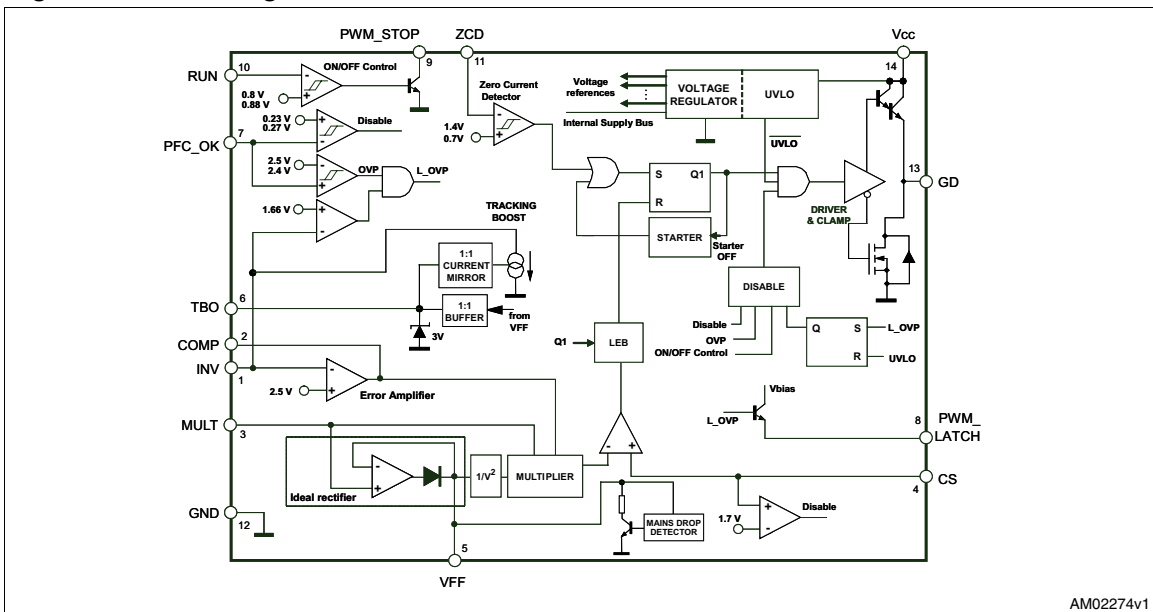 PWM_STOP
ZCD
Vcc
9
11
14
RUN
10
ON/OFF Control
0.8 V
0.88 V
Zero Current
Detector
1.4V
0.7V
Voltage
references
VOLTAGE
REGULATOR
UVLO
Internal Supply Bus
UVLO
0.23 V
0.27 V
Disable
7
PFC_OK
2.5 V
2.4 V
OVP
L_OVP
1.66 V
S
Q1
R
STARTER
Starter
OFF
DRIVER
& CLAMP
13
GD
TRACKING
BOOST
1:1
CURRENT
MIRROR
1:1
BUFFER
from
VFF
3V
TBO
6
COMP
2
INV
1
2.5 V
-
+
Error Amplifier
DISABLE
Disable
OVP
ON/OFF Control
Q
S
R
L_OVP
UVLO
Q1
LEB
Vbias
L_OVP
8
PWM_
LATCH
MULT
3
Ideal rectifier
-
+
1/V²
MULTIPLIER
-
+
CS
4
MAINS DROP
DETECTOR
1.7 V
+
-
Disable
GND
12
5
VFF
AM02274v1